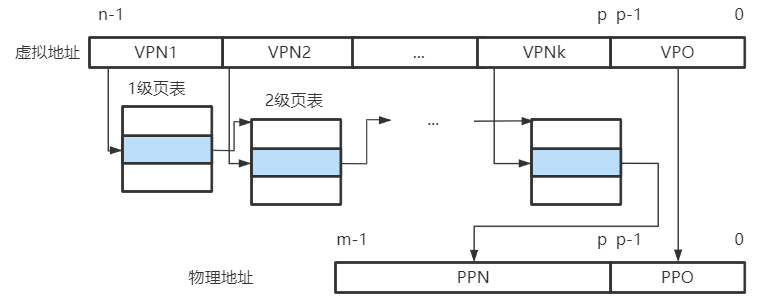 n-1 p p-1 0
虚拟地址 VPN1 VPN2 ... VPNk VPO
1级页表
2级页表
...
m-1 p p-1 0
物理地址 PPN PPO